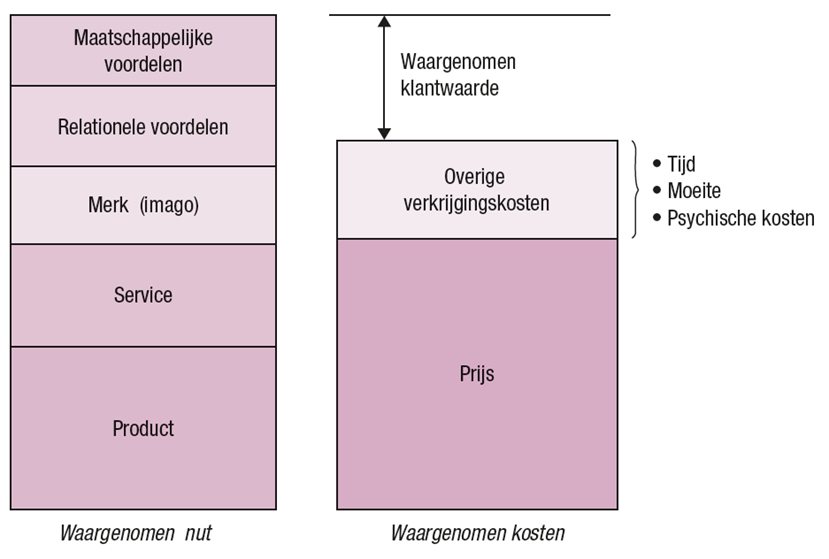 Maatschappelijke
voordelen
Relationele voordelen
Merk (imago)
Service
Product
Waargenomen nut
Waargenomen
klantwaarde
Overige
verkrijgingskosten
• Tijd
• Moeite
• Psychische kosten
Prijs
Waargenomen kosten